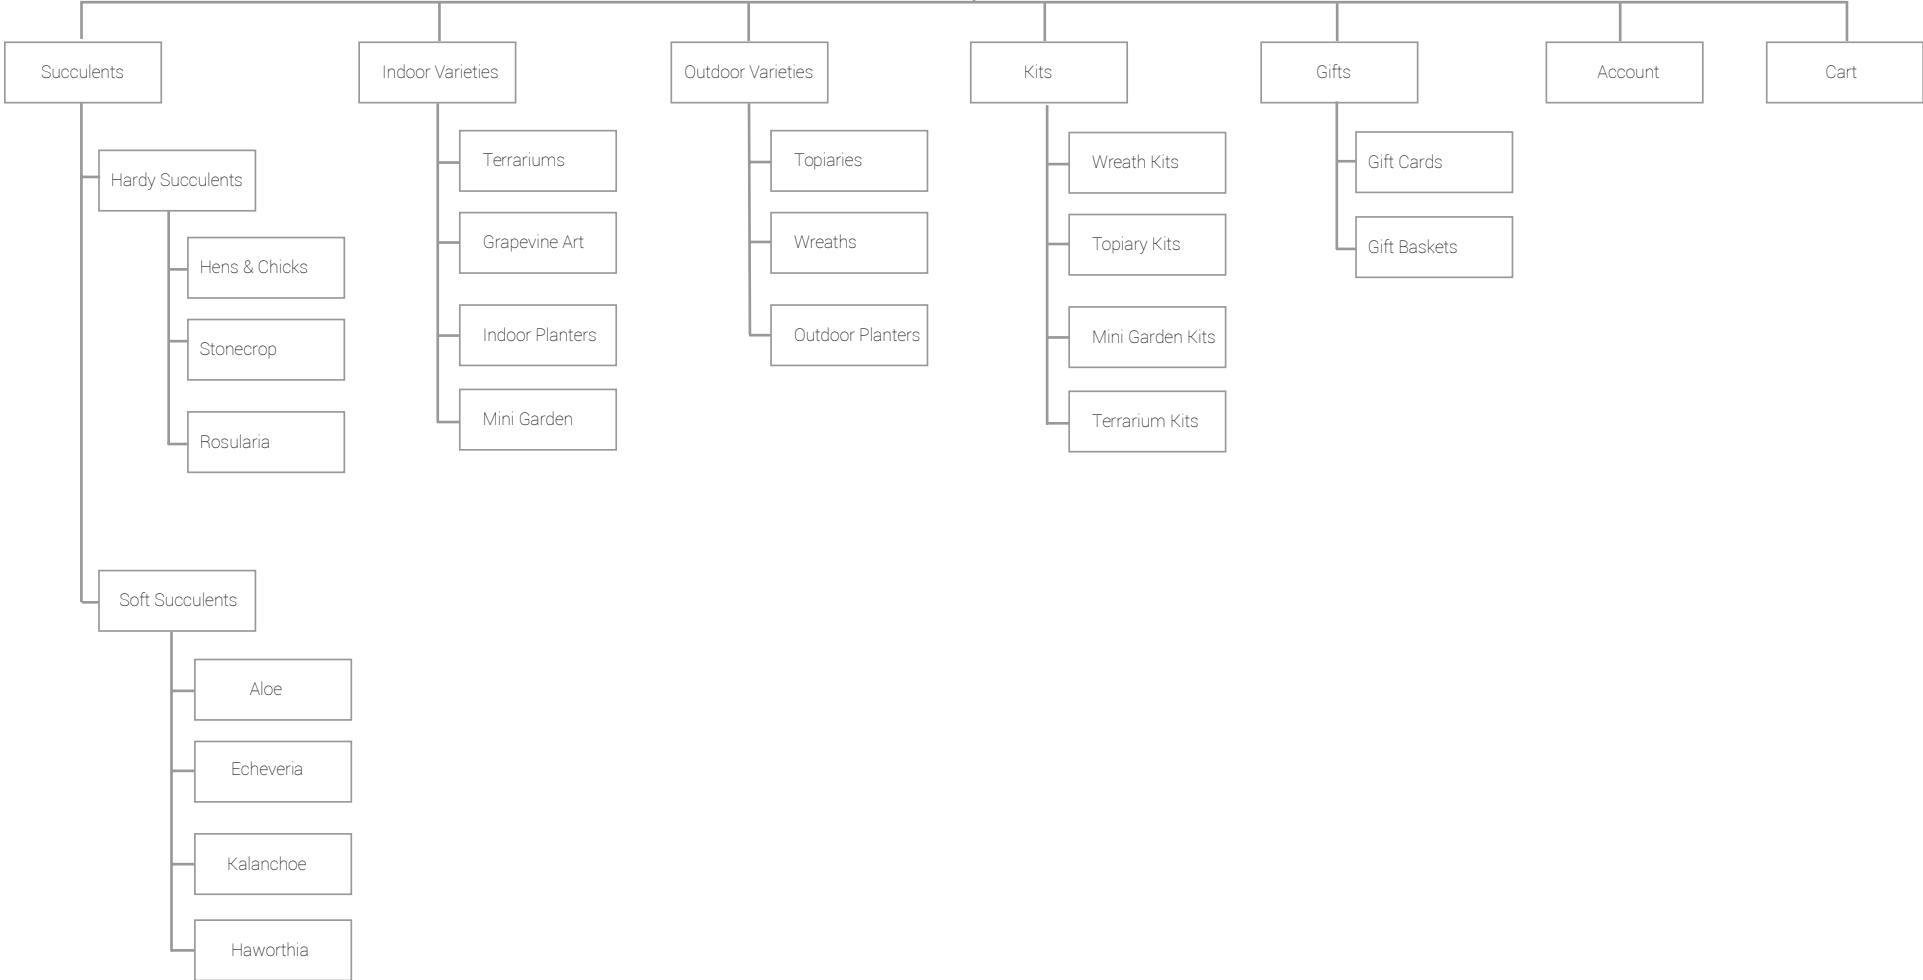 Succulents
Indoor Varieties
Outdoor Varieties
Kits
Gifts
Account
Cart
Hardy Succulents
Hens & Chicks
Stonecrop
Rosularia
Soft Succulents
Aloe
Echeveria
Kalanchoe
Haworthia
Terrariums
Grapevine Art
Indoor Planters
Mini Garden
Topiaries
Wreaths
Outdoor Planters
Wreath Kits
Topiary Kits
Mini Garden Kits
Terrarium Kits
Gift Cards
Gift Baskets